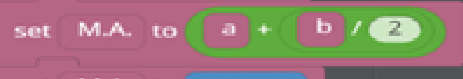 set M.A. to a + b / 2